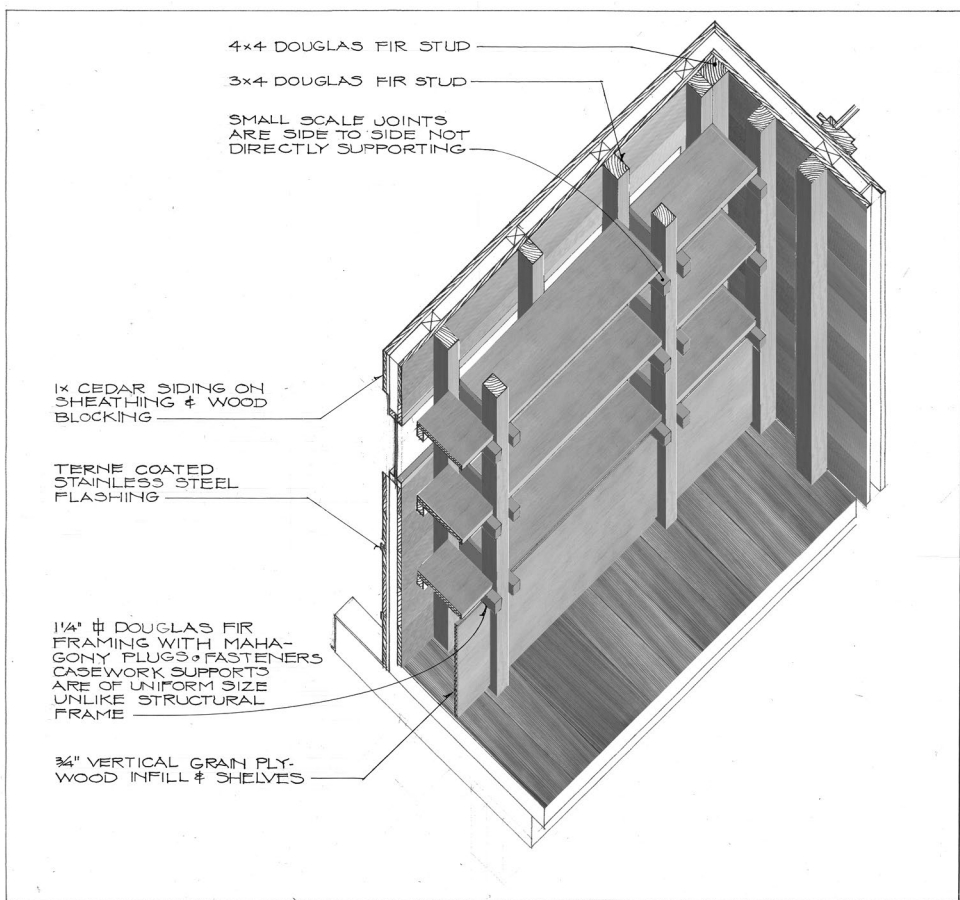 4x4 DOUGLAS FIR STUD
3x4 DOUGLAS FIR STUD
SMALL SCALE JOINTS
ARE SIDE TO SIDE NOT
DIRECTLY SUPPORTING
1x CEDAR SIDING ON
SHEATHING & WOOD
BLOCKING
TERNE COATED
STAINLESS STEEL
FLASHING
1¼" ⌷ DOUGLAS FIR
FRAMING WITH MAHA-
GONY PLUGS @ FASTENERS
CASEWORK SUPPORTS
ARE OF UNIFORM SIZE
UNLIKE STRUCTURAL
FRAME
¾" VERTICAL GRAIN PLY-
WOOD INFILL & SHELVES